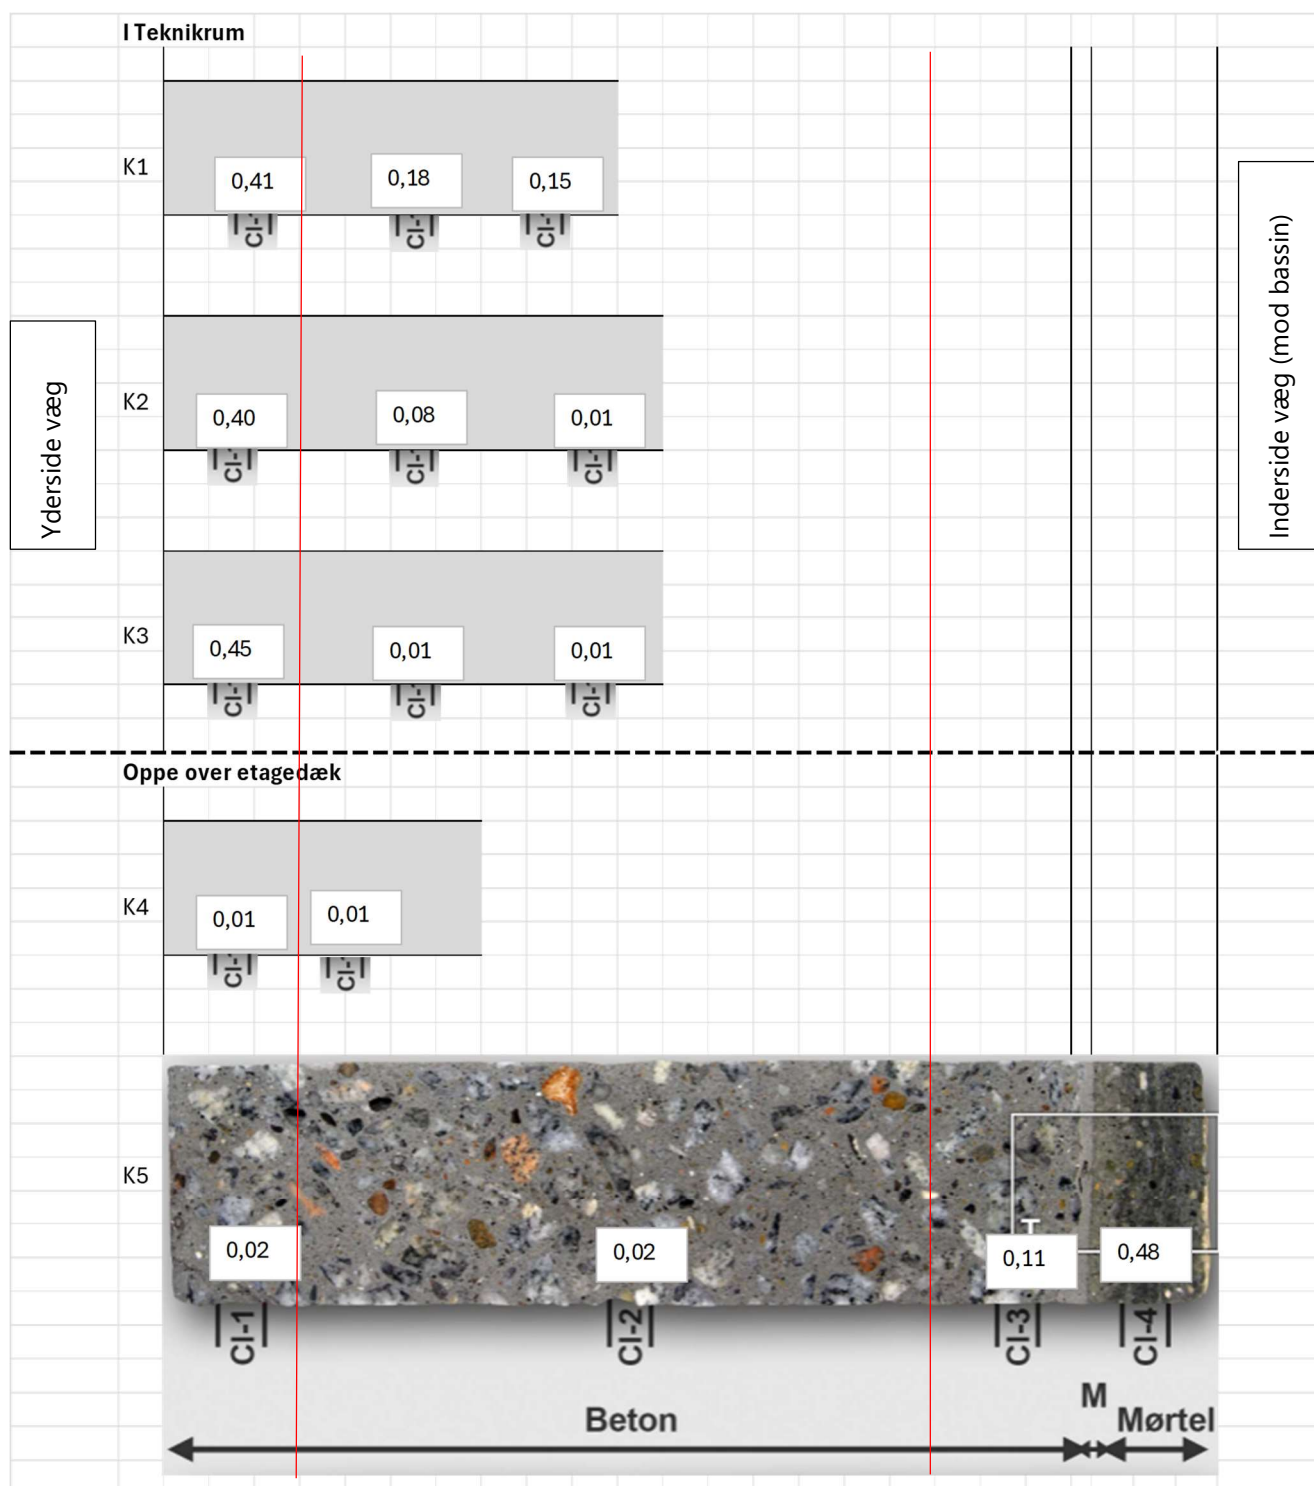 I Teknikrum
K1
0,41
0,18
0,15
Cl-
Cl-
Cl-
Yderside væg
Inderside væg (mod bassin)
K2
0,40
0,08
0,01
Cl-
Cl-
Cl-
K3
0,45
0,01
0,01
Cl-
Cl-
Cl-
Oppe over etagedæk
K4
0,01
0,01
Cl-
Cl-
K5
T
0,02
0,02
0,11
0,48
Cl-1
Cl-2
Cl-3
Cl-4
M
Beton
Mørtel